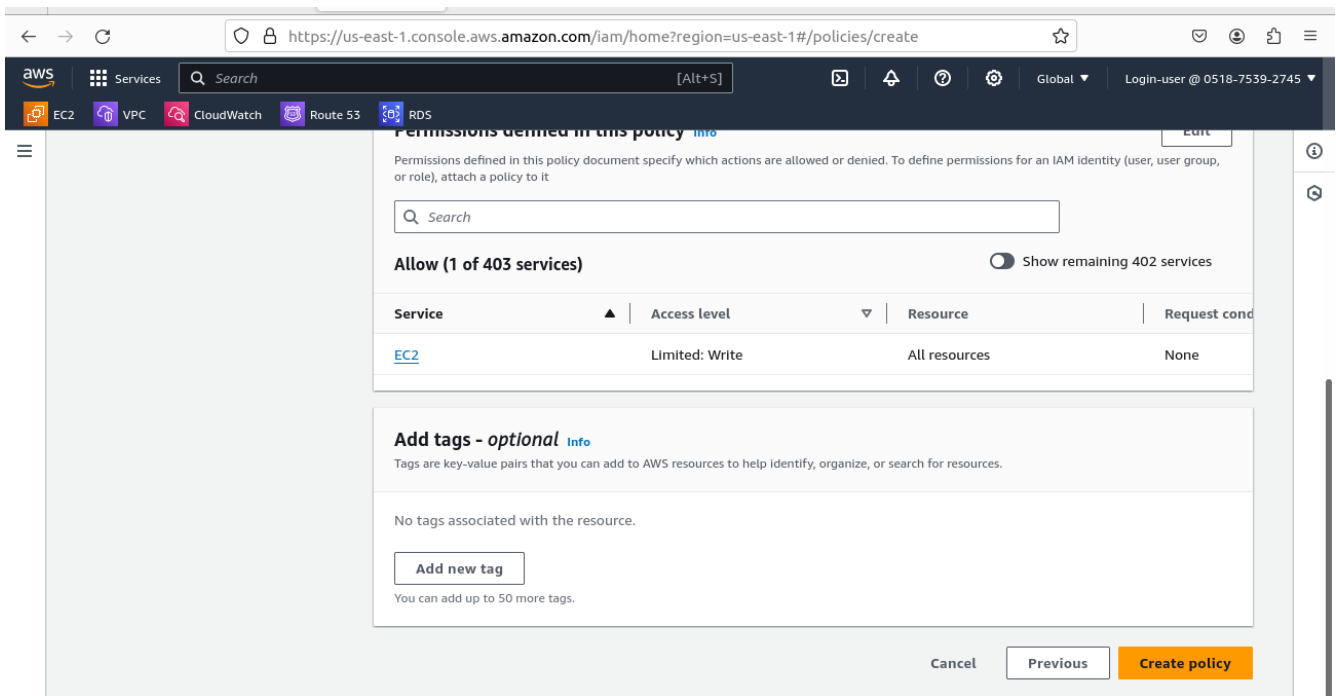 https://us-east-1.console.aws.amazon.com/iam/home?region=us-east-1#/policies/create
aws Services Search [Alt+S] Global Login-user @ 0518-7539-2745
EC2 VPC CloudWatch Route 53 RDS
Permissions defined in this policy Info Edit
Permissions defined in this policy document specify which actions are allowed or denied. To define permissions for an IAM identity (user, user group,
or role), attach a policy to it
Search
Allow (1 of 403 services) Show remaining 402 services
Service Access level Resource Request cond
EC2 Limited: Write All resources None
Add tags - optional Info
Tags are key-value pairs that you can add to AWS resources to help identify, organize, or search for resources.
No tags associated with the resource.
Add new tag
You can add up to 50 more tags.
Cancel Previous Create policy